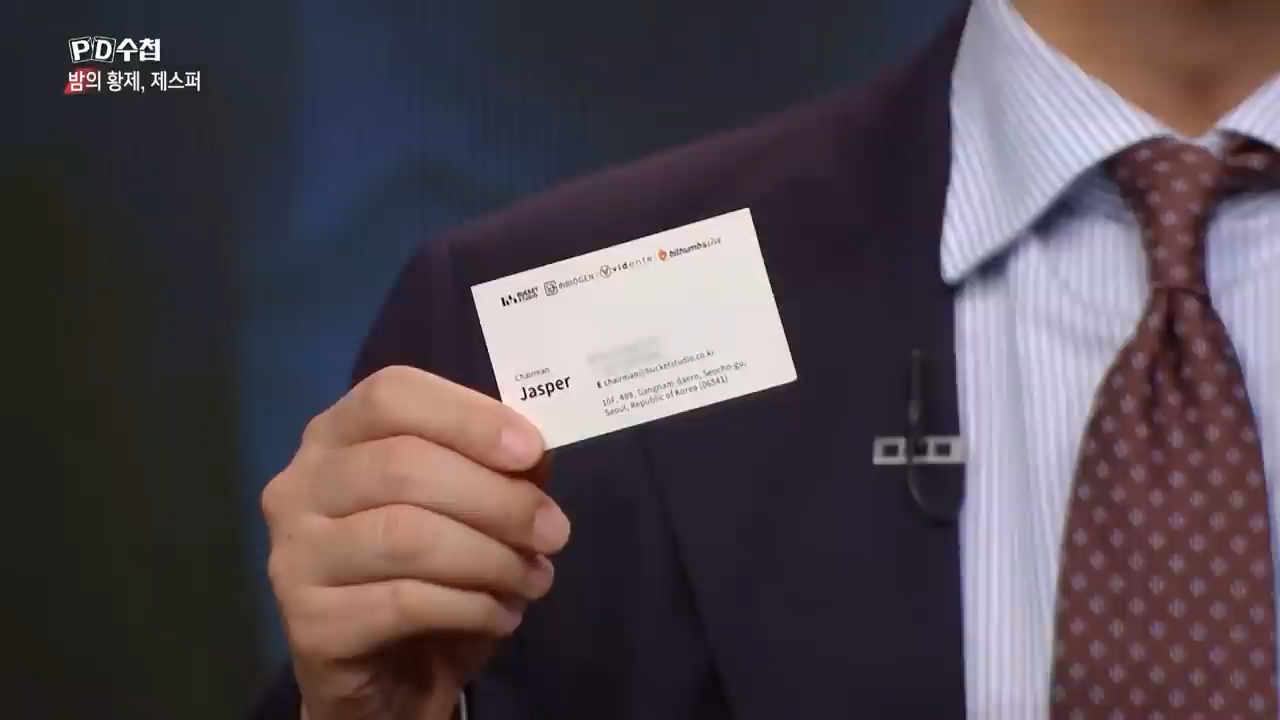 PD수첩
밤의 황제, 제스퍼
BUCKET STUDIO INBIOGEN vidente bithumb live
Chairman
Jasper
E chairman@bucketstudio.co.kr
10F, 489, Gangnam-daero, Seocho-gu,
Seoul, Republic of Korea (06541)